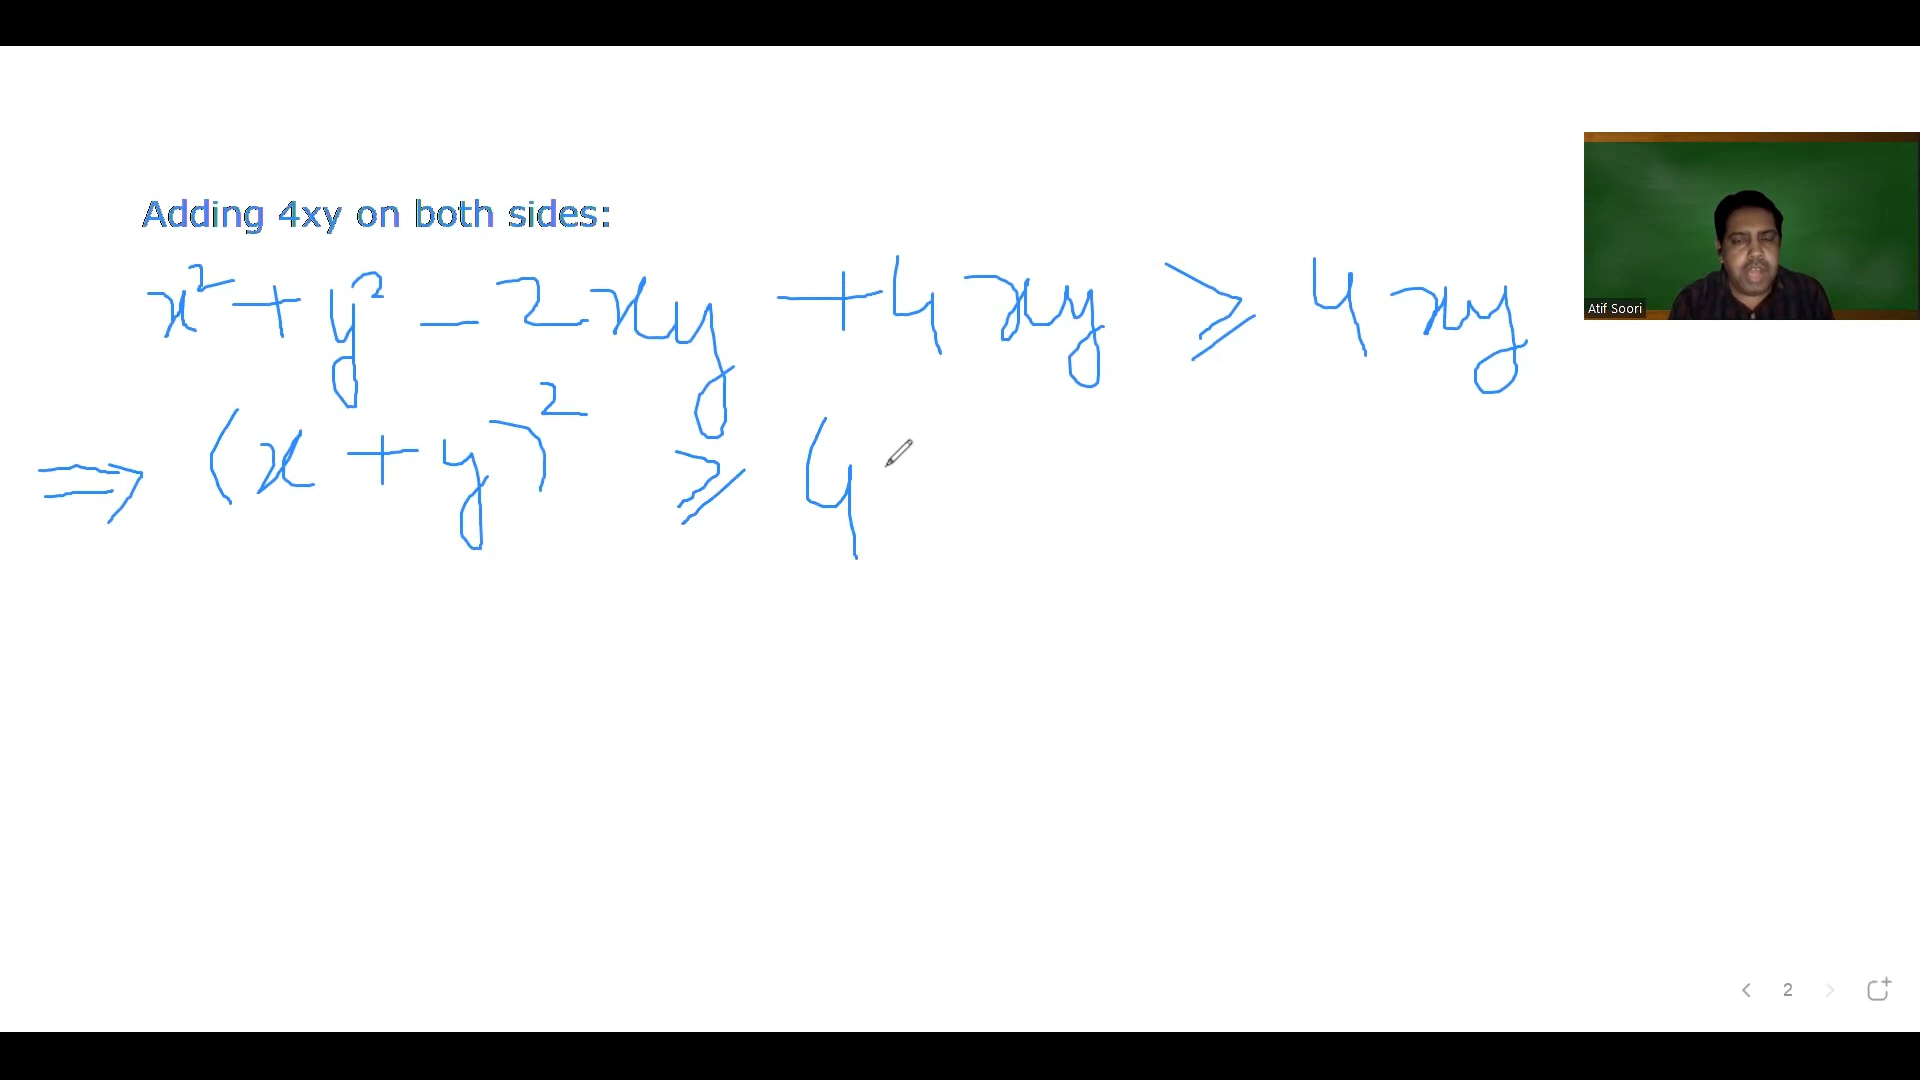 Adding 4xy on both sides:
x² + y² - 2xy + 4xy ≥ 4xy
⇒ (x + y)² ≥ 4
Atif Soori
2